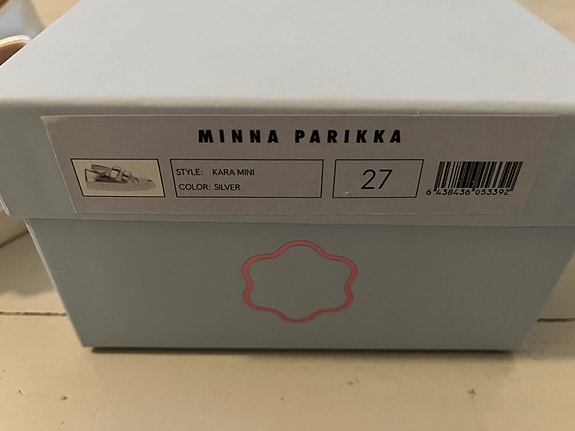 MINNA PARIKKA
STYLE: KARA MINI
COLOR: SILVER
27
6 438436 053392